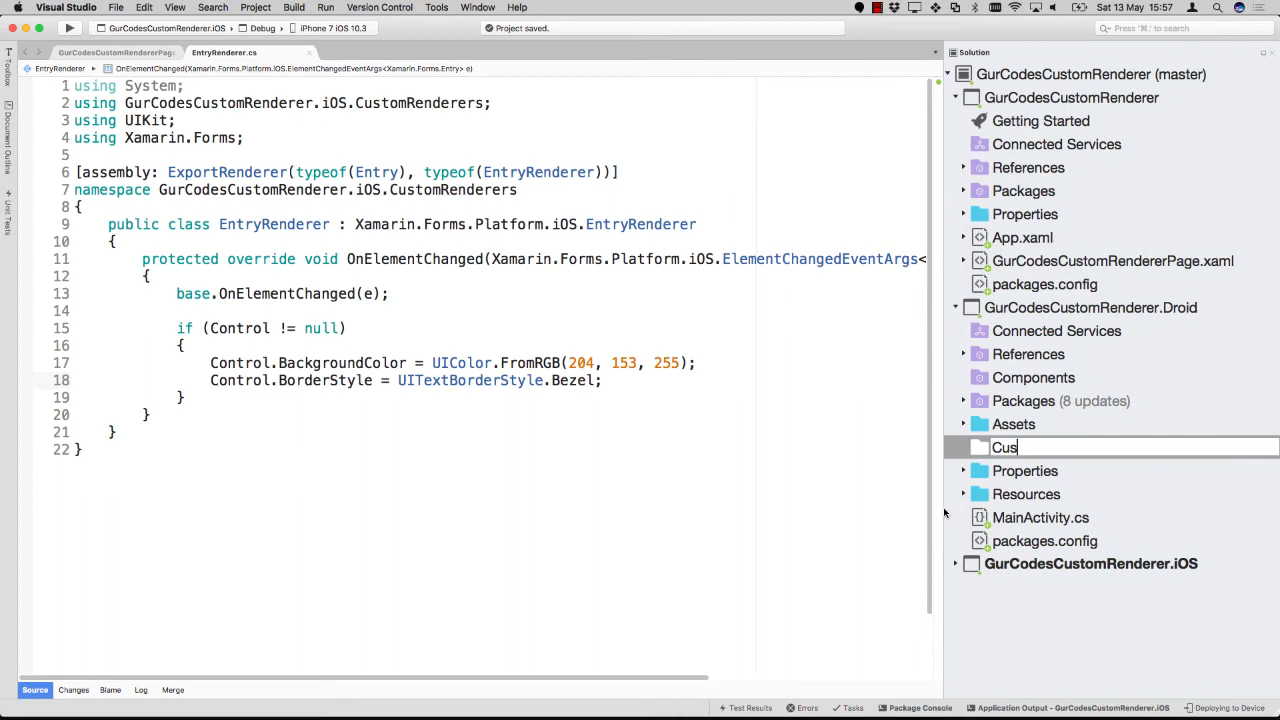 Visual Studio File Edit View Search Project Build Run Version Control Tools Window Help Sat 13 May 15:57
GurCodesCustomRenderer.iOS Debug iPhone 7 iOS 10.3 Project saved. Press '⌘.' to search
GurCodesCustomRendererPage EntryRenderer.cs Solution
EntryRenderer OnElementChanged(Xamarin.Forms.Platform.iOS.ElementChangedEventArgs<Xamarin.Forms.Entry> e)
Toolbox
Document Outline
Unit Tests
1 using System;
2 using GurCodesCustomRenderer.iOS.CustomRenderers;
3 using UIKit;
4 using Xamarin.Forms;
5
6 [assembly: ExportRenderer(typeof(Entry), typeof(EntryRenderer))]
7 namespace GurCodesCustomRenderer.iOS.CustomRenderers
8 {
9 public class EntryRenderer : Xamarin.Forms.Platform.iOS.EntryRenderer
10 {
11 protected override void OnElementChanged(Xamarin.Forms.Platform.iOS.ElementChangedEventArgs<
12 {
13 base.OnElementChanged(e);
14
15 if (Control != null)
16 {
17 Control.BackgroundColor = UIColor.FromRGB(204, 153, 255);
18 Control.BorderStyle = UITextBorderStyle.Bezel;
19 }
20 }
21 }
22 }
GurCodesCustomRenderer (master)
GurCodesCustomRenderer
Getting Started
Connected Services
References
Packages
Properties
App.xaml
GurCodesCustomRendererPage.xaml
packages.config
GurCodesCustomRenderer.Droid
Connected Services
References
Components
Packages (8 updates)
Assets
Cus
Properties
Resources
MainActivity.cs
packages.config
GurCodesCustomRenderer.iOS
Source Changes Blame Log Merge
Test Results Errors Tasks Package Console Application Output - GurCodesCustomRenderer.iOS Deploying to Device